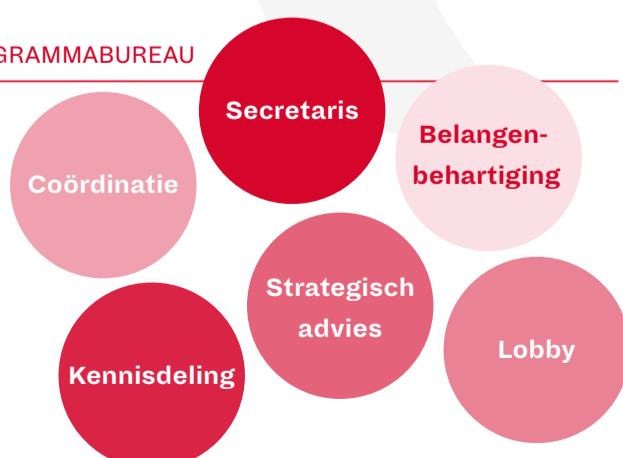 GRAMMABUREAU
Secretaris
Belangen-
behartiging
Coördinatie
Strategisch
advies
Lobby
Kennisdeling